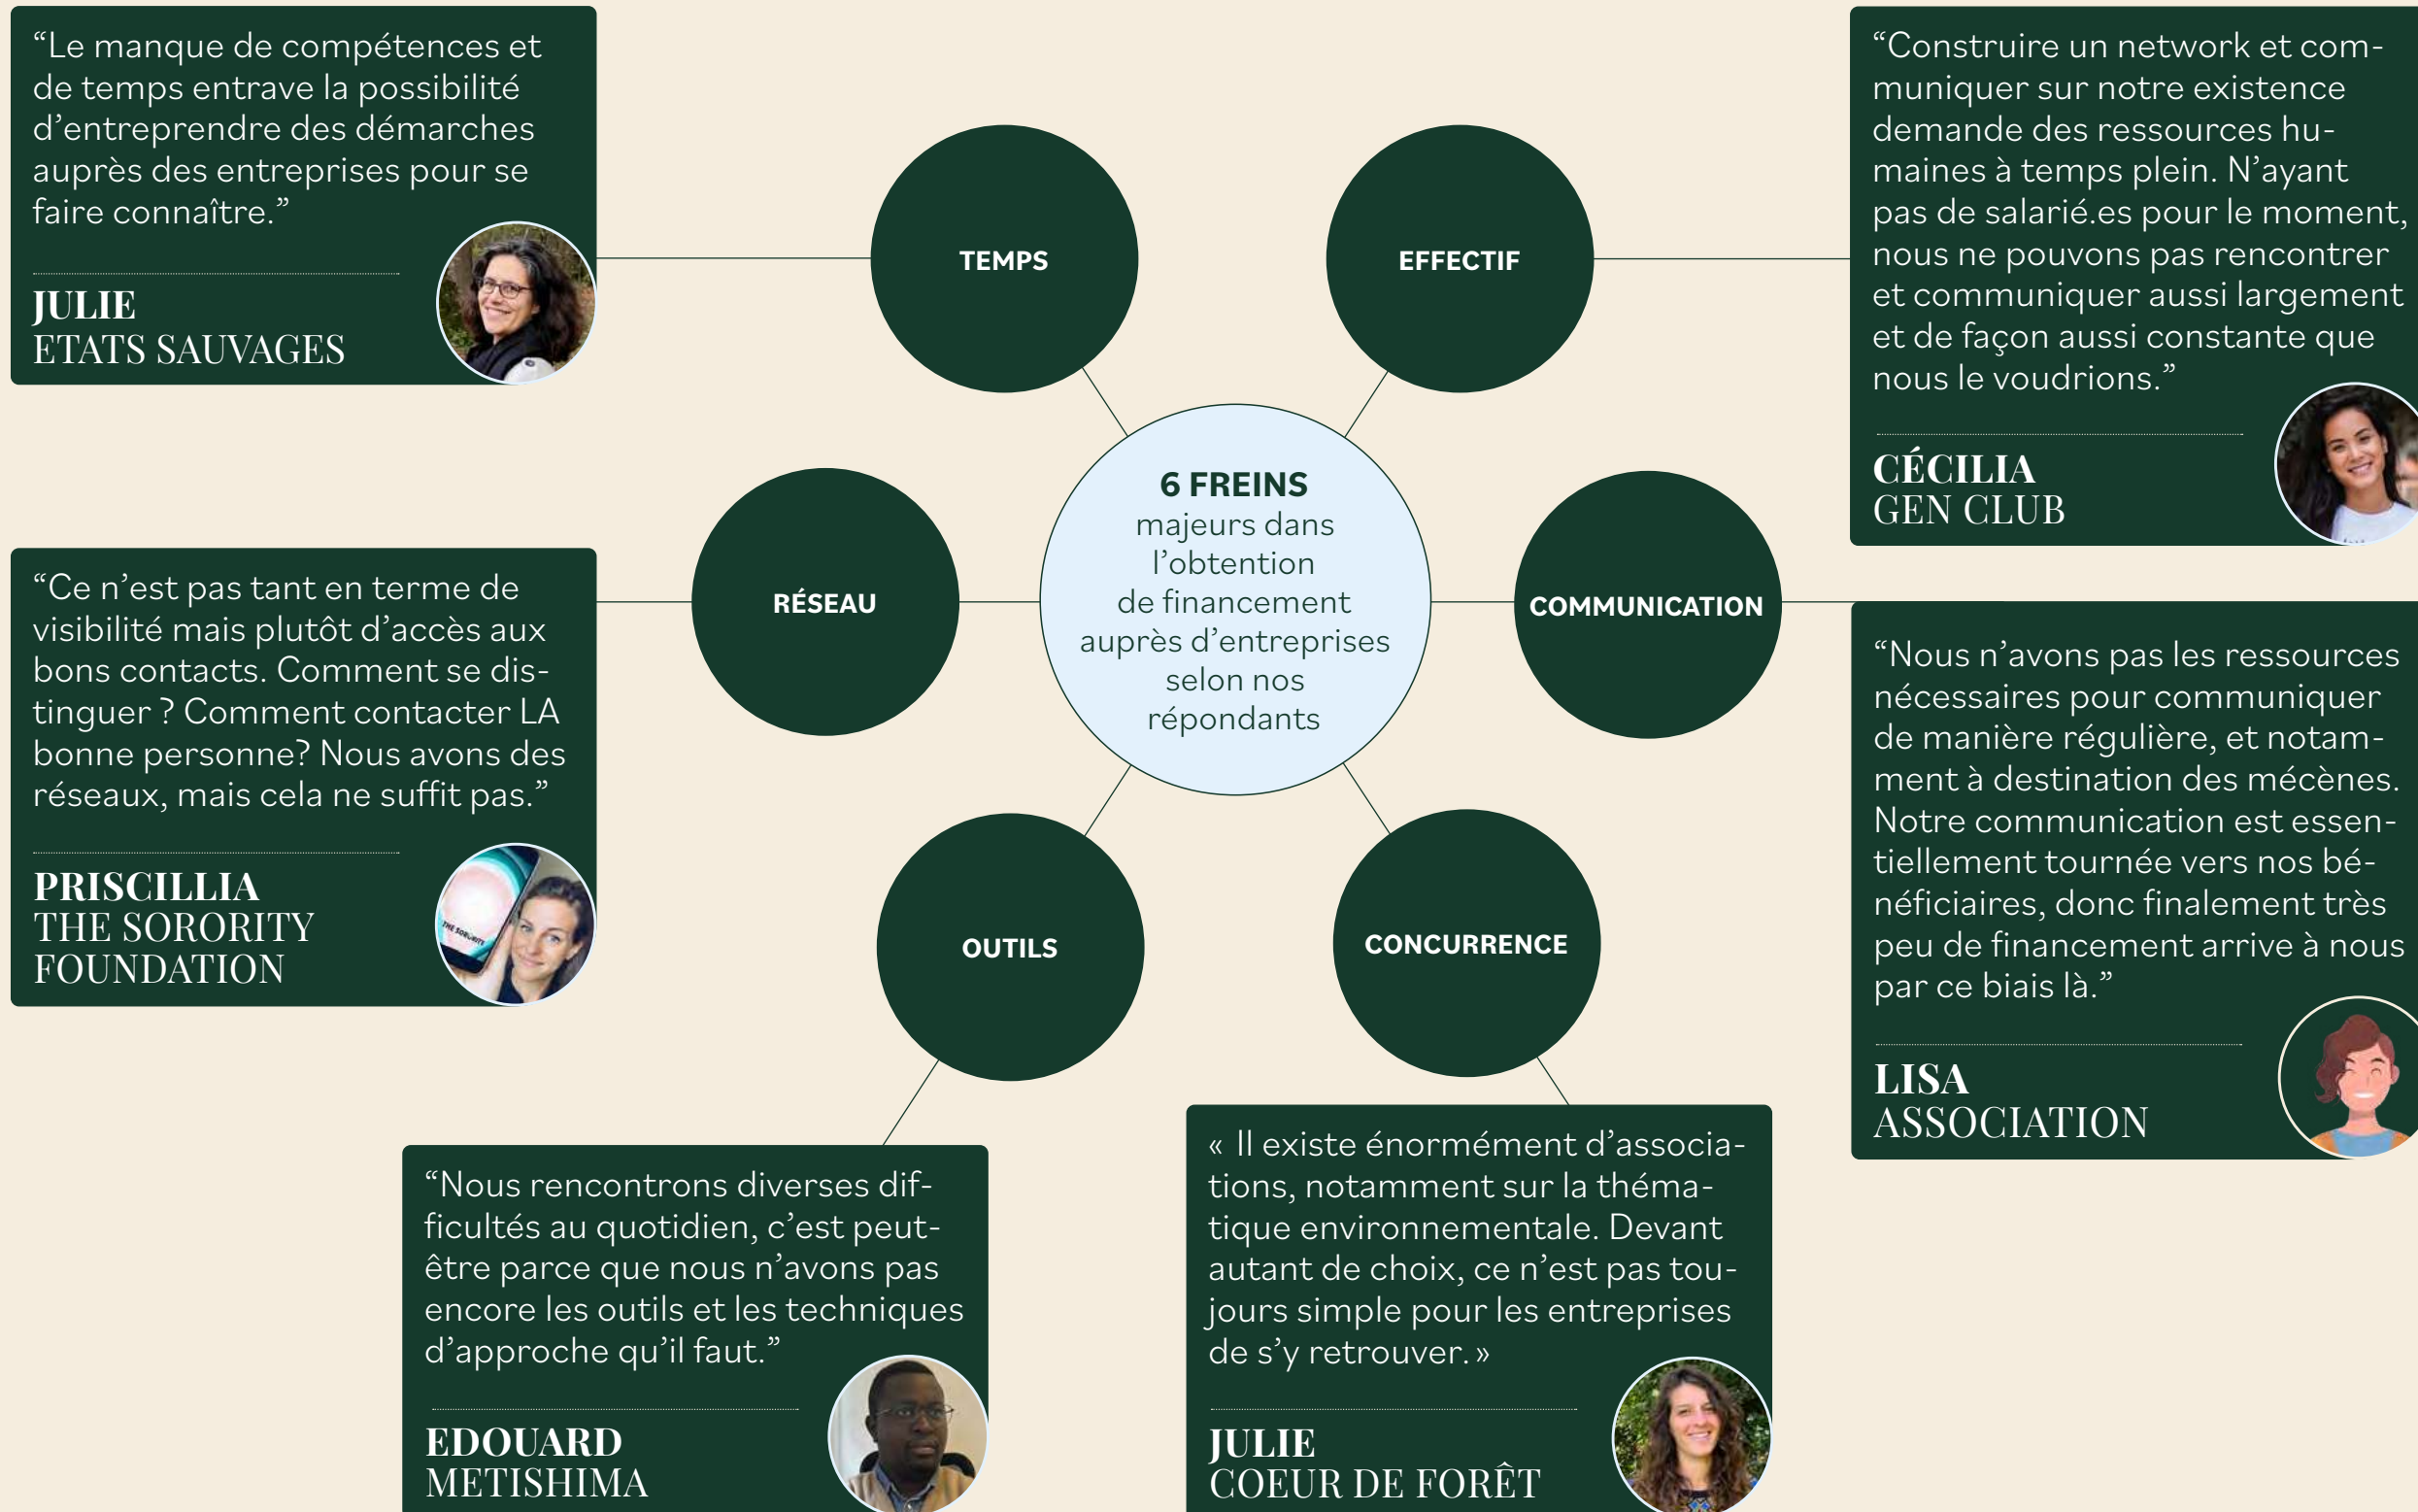 “Le manque de compétences et
de temps entrave la possibilité
d’entreprendre des démarches
auprès des entreprises pour se
faire connaître.”
JULIE
ETATS SAUVAGES
TEMPS
EFFECTIF
“Construire un network et com-
muniquer sur notre existence
demande des ressources hu-
maines à temps plein. N’ayant
pas de salarié.es pour le moment,
nous ne pouvons pas rencontrer
et communiquer aussi largement
et de façon aussi constante que
nous le voudrions.”
CÉCILIA
GEN CLUB
“Ce n’est pas tant en terme de
visibilité mais plutôt d’accès aux
bons contacts. Comment se dis-
tinguer ? Comment contacter LA
bonne personne? Nous avons des
réseaux, mais cela ne suffit pas.”
PRISCILLIA
THE SORORITY
FOUNDATION
THE SORORITY
RÉSEAU
6 FREINS
majeurs dans
l’obtention
de financement
auprès d’entreprises
selon nos
répondants
COMMUNICATION
“Nous n’avons pas les ressources
nécessaires pour communiquer
de manière régulière, et notam-
ment à destination des mécènes.
Notre communication est essen-
tiellement tournée vers nos bé-
néficiaires, donc finalement très
peu de financement arrive à nous
par ce biais là.”
LISA
ASSOCIATION
OUTILS
CONCURRENCE
“Nous rencontrons diverses dif-
ficultés au quotidien, c’est peut-
être parce que nous n’avons pas
encore les outils et les techniques
d’approche qu’il faut.”
EDOUARD
METISHIMA
« Il existe énormément d’associa-
tions, notamment sur la théma-
tique environnementale. Devant
autant de choix, ce n’est pas tou-
jours simple pour les entreprises
de s’y retrouver. »
JULIE
COEUR DE FORÊT